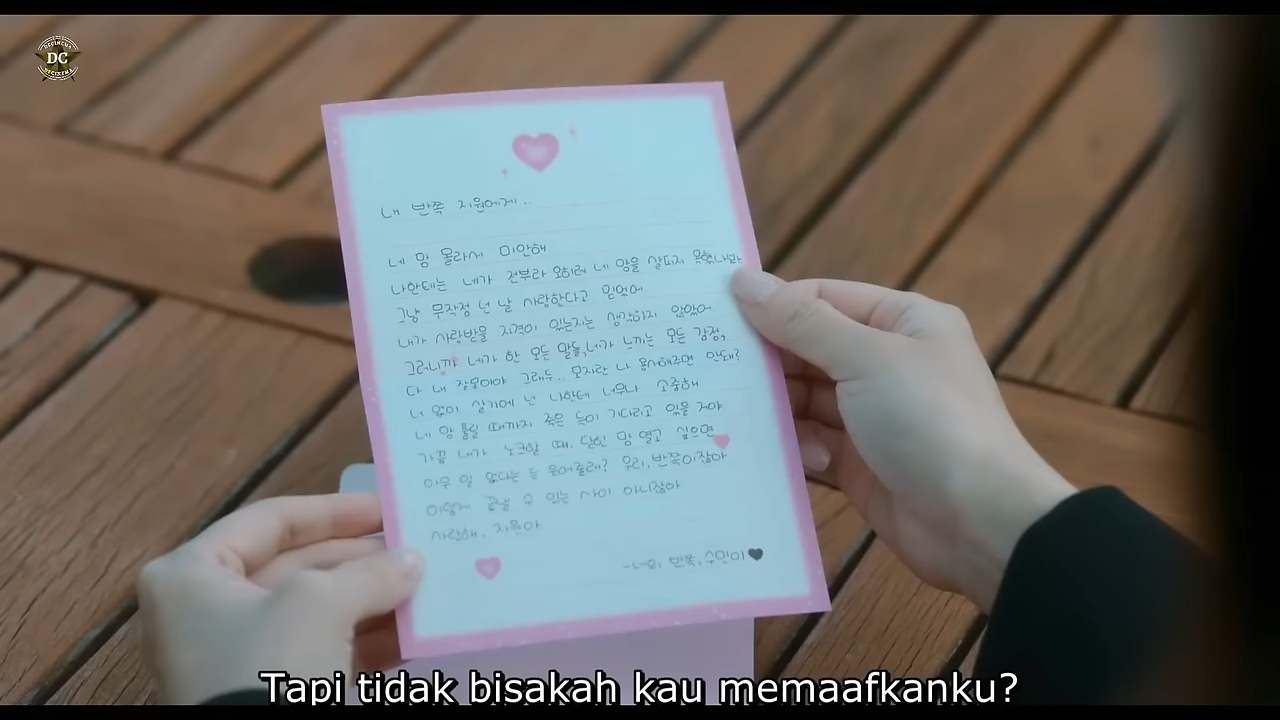 DC
내 반쪽 지원에게...
네 맘 몰라서 미안해
나한테는 네가 전부라 오히려 네 맘을 살피지 못했나봐
그냥 무작정 넌 날 사랑한다고 믿었어
내가 사랑받을 자격이 있는지는 생각하지 않았어
그러니까 네가 한 모든 말들, 네가 느끼는 모든 감정,
다 내 잘못이야 그래두.. 모자란 나 용서해주면 안돼?
너 없이 살기에 넌 나한테 너무나 소중해
네 맘 풀릴 때까지 죽은 듯이 기다리고 있을 거야
가끔 내가 노크할 때, 닫힌 맘 열고 싶으면
아무 일 없다는 듯 웃어줄래? 우리, 반쪽이잖아
이렇게 끝낼 수 있는 사이 아니잖아
사랑해, 지원아
-너의 반쪽, 수민이
Tapi tidak bisakah kau memaafkanku?